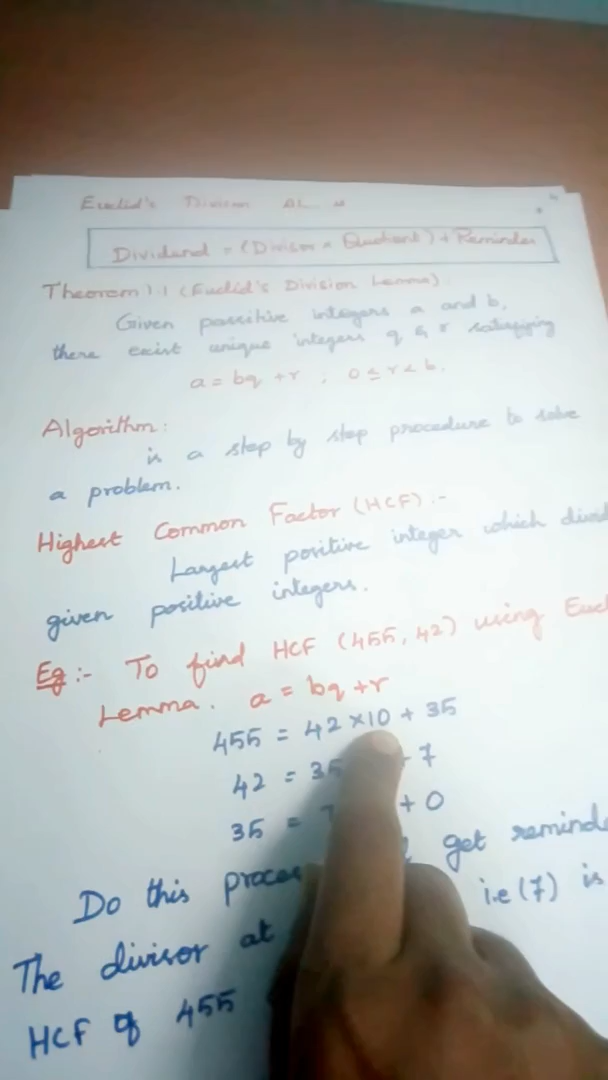 Euclid's Division AL
Dividend = (Divisor × Quotient) + Reminder
Theorem 1.1 (Euclid's Division Lemma)
Given possitive integers a and b,
there exist unique integers q & r satisfying
a = bq + r ; 0 ≤ r < b.
Algorithm:
is a step by step procedure to solve
a problem.
Highest Common Factor (HCF) :-
Largest positive integer which divid
given positive integers.
Eg :- To find HCF (455, 42) using Eucl
Lemma. a = bq + r
455 = 42 × 10 + 35
42 = 35 + 7
35 = + 0
Do this proces get reminde
The divisor at i.e (7) is
HCF of 455